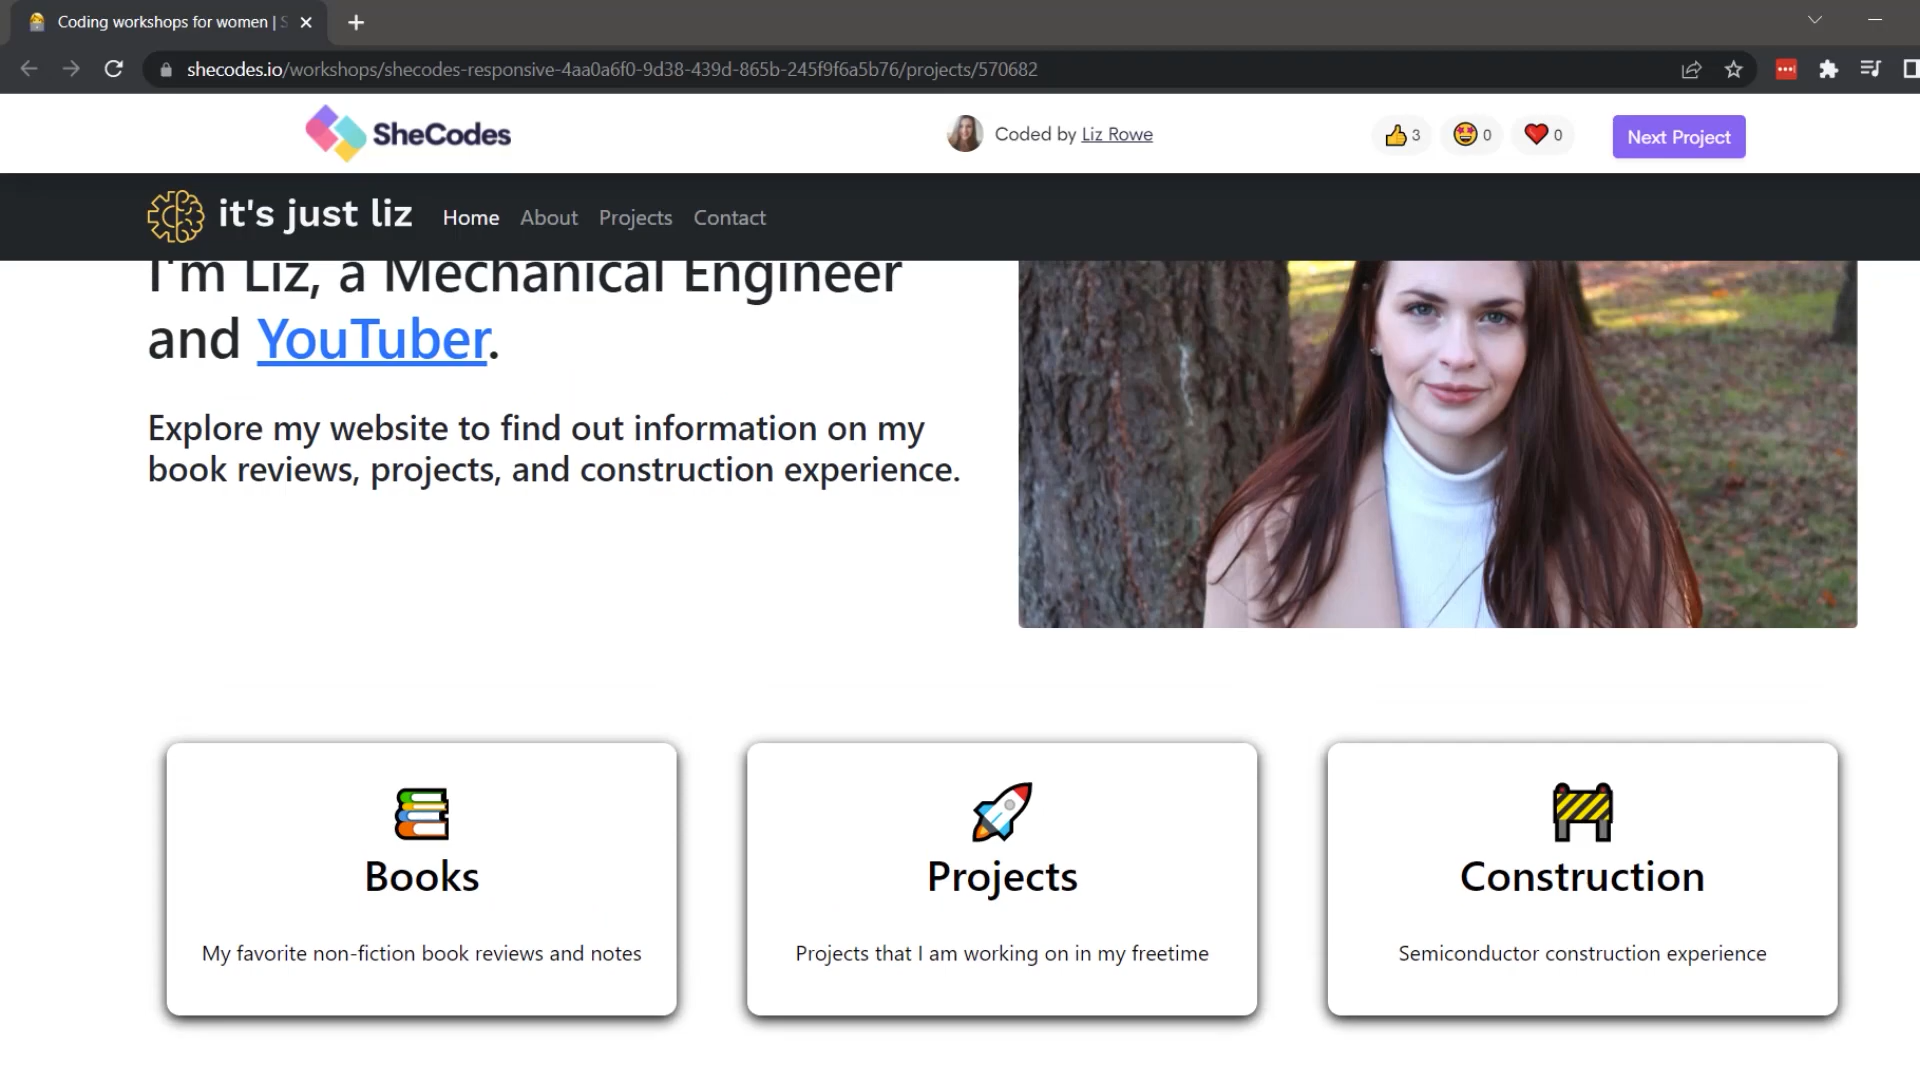 Coding workshops for women | S
shecodes.io/workshops/shecodes-responsive-4aa0a6f0-9d38-439d-865b-245f9f6a5b76/projects/570682
SheCodes
Coded by Liz Rowe
3
0
0
Next Project
it's just liz
Home
About
Projects
Contact
I'm Liz, a Mechanical Engineer
and YouTuber.
Explore my website to find out information on my
book reviews, projects, and construction experience.
Books
My favorite non-fiction book reviews and notes
Projects
Projects that I am working on in my freetime
Construction
Semiconductor construction experience